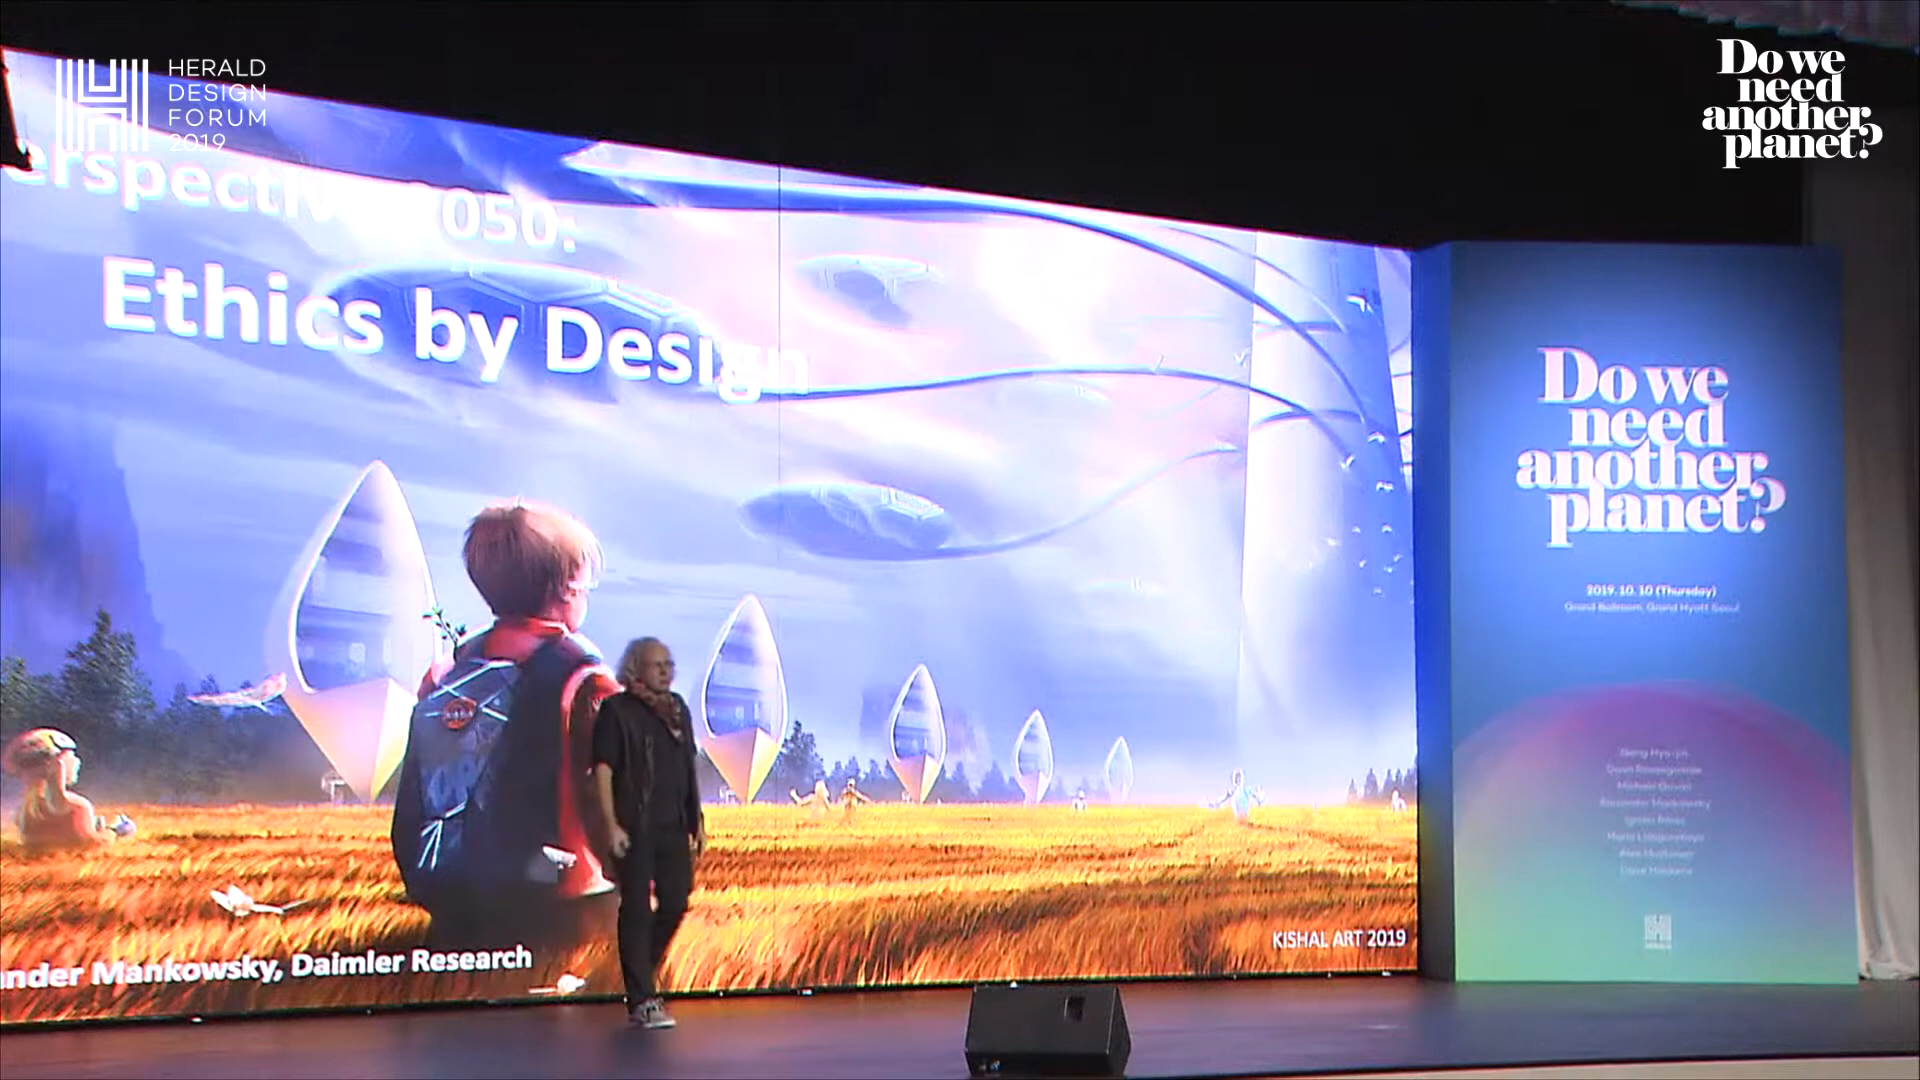 HERALD
DESIGN
FORUM
2019
Do we
need
another
planet?
erspectiv 050:
Ethics by Design
ander Mankowsky, Daimler Research
KISHAL ART 2019
Do we
need
another
planet?
2019. 10. 10 (Thursday)
Grand Ballroom, Grand Hyatt Seoul